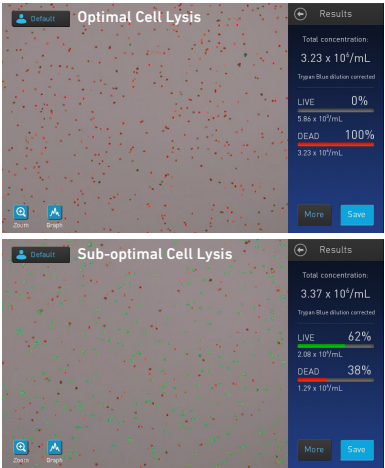 Default
Optimal Cell Lysis
Results
Total concentration:
3.23 x 10⁶/mL
Trypan Blue dilution corrected
LIVE 0%
DEAD 100%
3.23 x 10⁶/mL
Zoom
Graph
More
Save
Default
Sub-optimal Cell Lysis
Results
Total concentration:
3.37 x 10⁶/mL
Trypan Blue dilution corrected
LIVE 62%
2.08 x 10⁶/mL
DEAD 38%
1.29 x 10⁶/mL
Zoom
Graph
More
Save